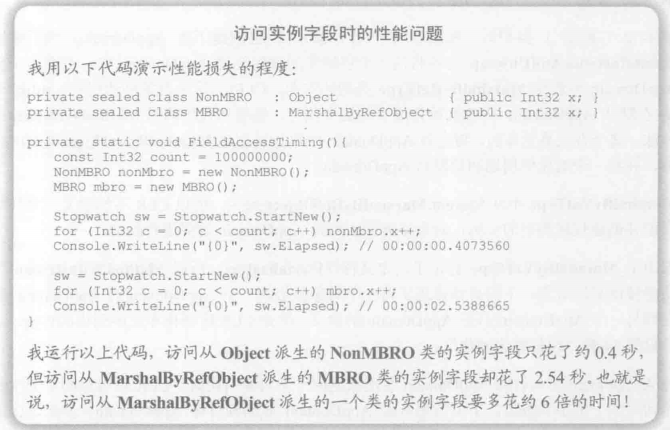 访问实例字段时的性能问题
我用以下代码演示性能损失的程度：
private sealed class NonMBRO : Object { public Int32 x; }
private sealed class MBRO : MarshalByRefObject { public Int32 x; }
private static void FieldAccessTiming(){
const Int32 count = 100000000;
NonMBRO nonMbro = new NonMBRO();
MBRO mbro = new MBRO();
Stopwatch sw = Stopwatch.StartNew();
for (Int32 c = 0; c < count; c++) nonMbro.x++;
Console.WriteLine("{0}", sw.Elapsed); // 00:00:00.4073560
sw = Stopwatch.StartNew();
for (Int32 c = 0; c < count; c++) mbro.x++;
Console.WriteLine("{0}", sw.Elapsed); // 00:00:02.5388665
}
我运行以上代码，访问从 Object 派生的 NonMBRO 类的实例字段只花了约 0.4 秒，
但访问从 MarshalByRefObject 派生的 MBRO 类的实例字段却花了 2.54 秒。也就是
说，访问从 MarshalByRefObject 派生的一个类的实例字段要多花约 6 倍的时间！